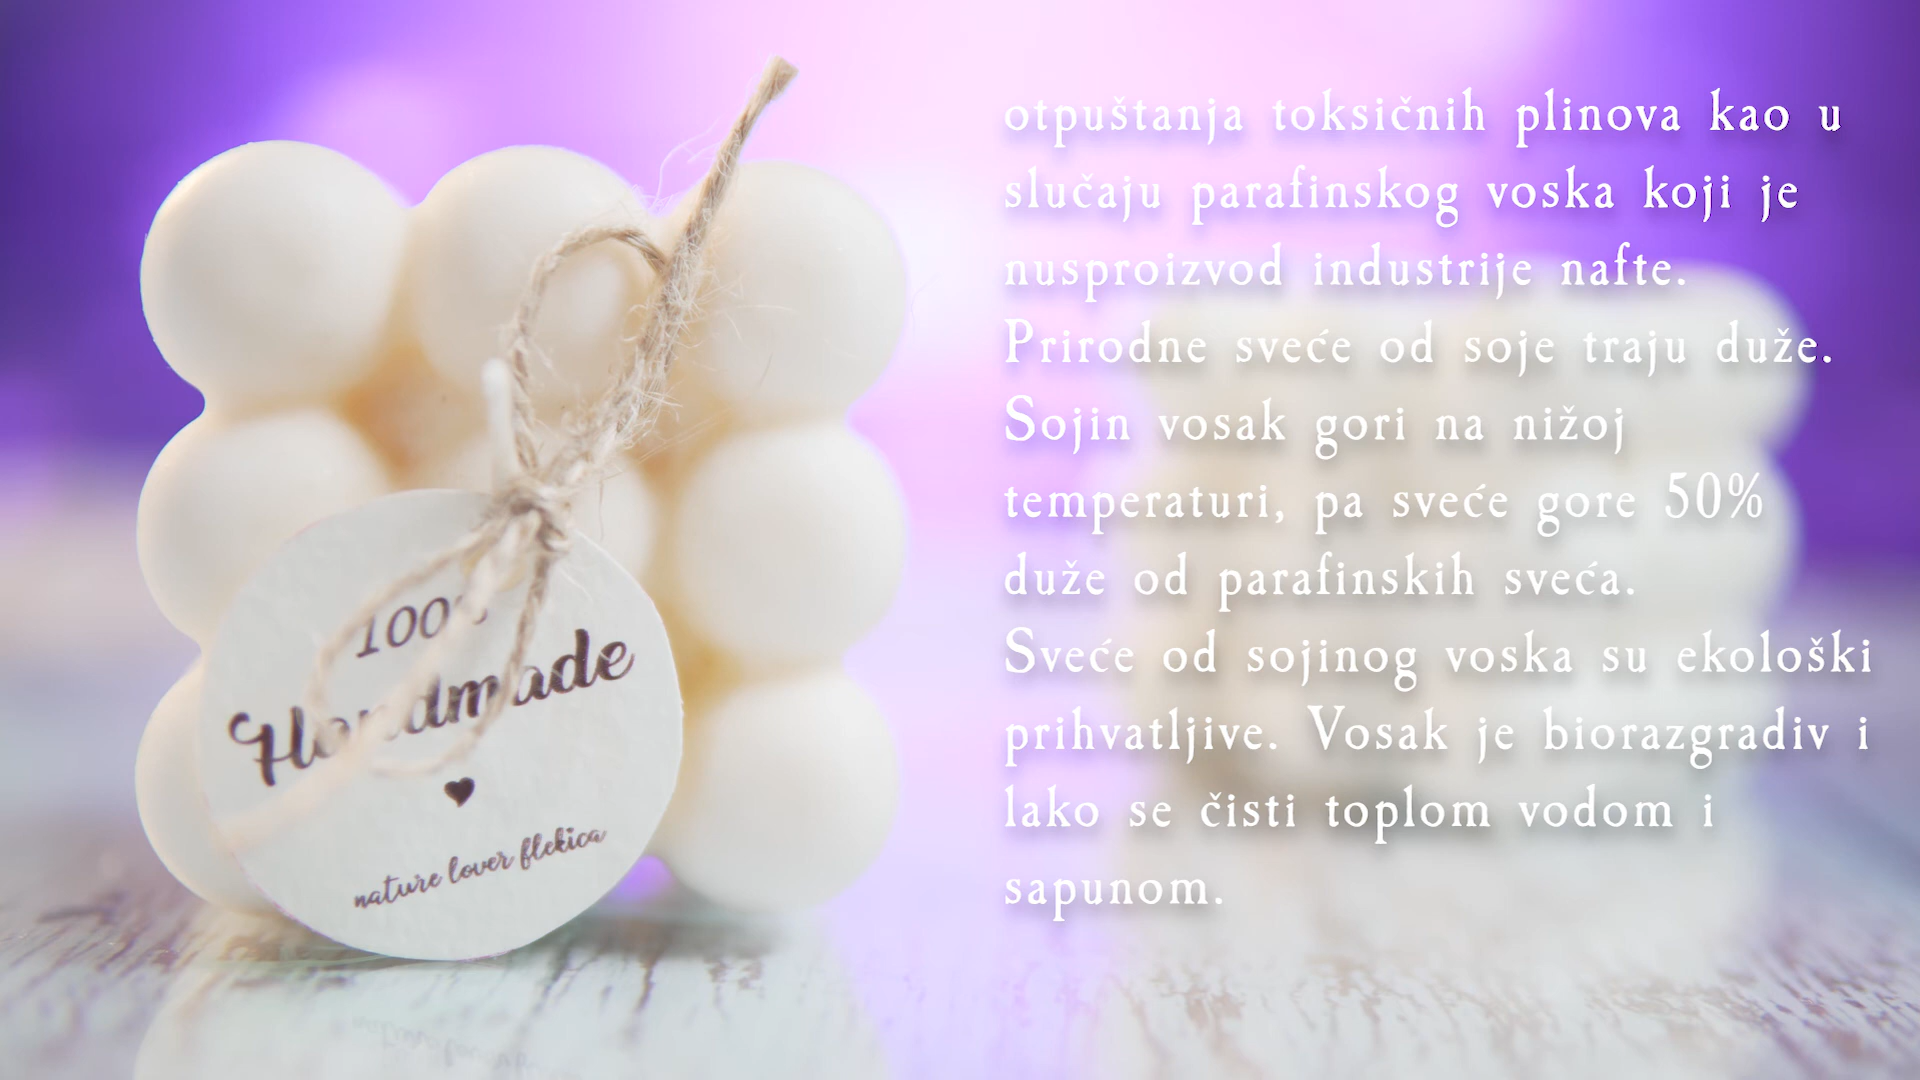 100%
Handmade
nature lover flekica
otpuštanja toksičnih plinova kao u
slučaju parafinskog voska koji je
nusproizvod industrije nafte.
Prirodne sveće od soje traju duže.
Sojin vosak gori na nižoj
temperaturi, pa sveće gore 50%
duže od parafinskih sveća.
Sveće od sojinog voska su ekološki
prihvatljive. Vosak je biorazgradiv i
lako se čisti toplom vodom i
sapunom.